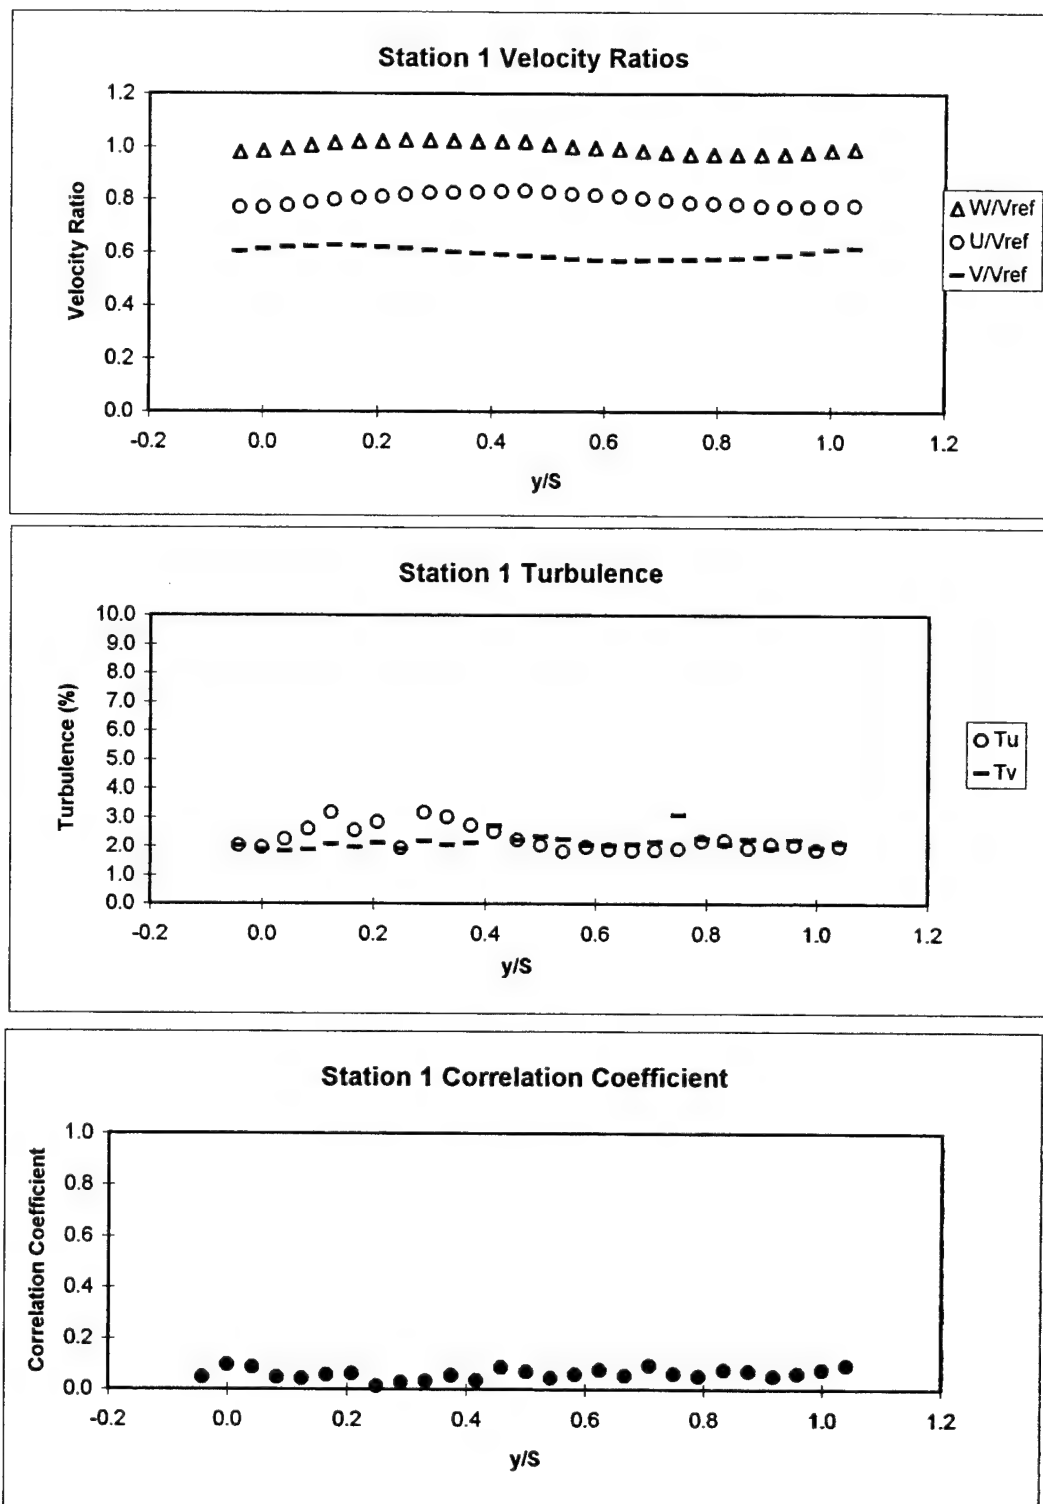 Station 1 Velocity Ratios
1.2
1.0
0.8
0.6
0.4
0.2
0.0
Velocity Ratio
-0.2 0.0 0.2 0.4 0.6 0.8 1.0 1.2
y/S
W/Vref
U/Vref
V/Vref
Station 1 Turbulence
10.0
9.0
8.0
7.0
6.0
5.0
4.0
3.0
2.0
1.0
0.0
Turbulence (%)
-0.2 0.0 0.2 0.4 0.6 0.8 1.0 1.2
y/S
Tu
Tv
Station 1 Correlation Coefficient
1.0
0.8
0.6
0.4
0.2
0.0
Correlation Coefficient
-0.2 0.0 0.2 0.4 0.6 0.8 1.0 1.2
y/S